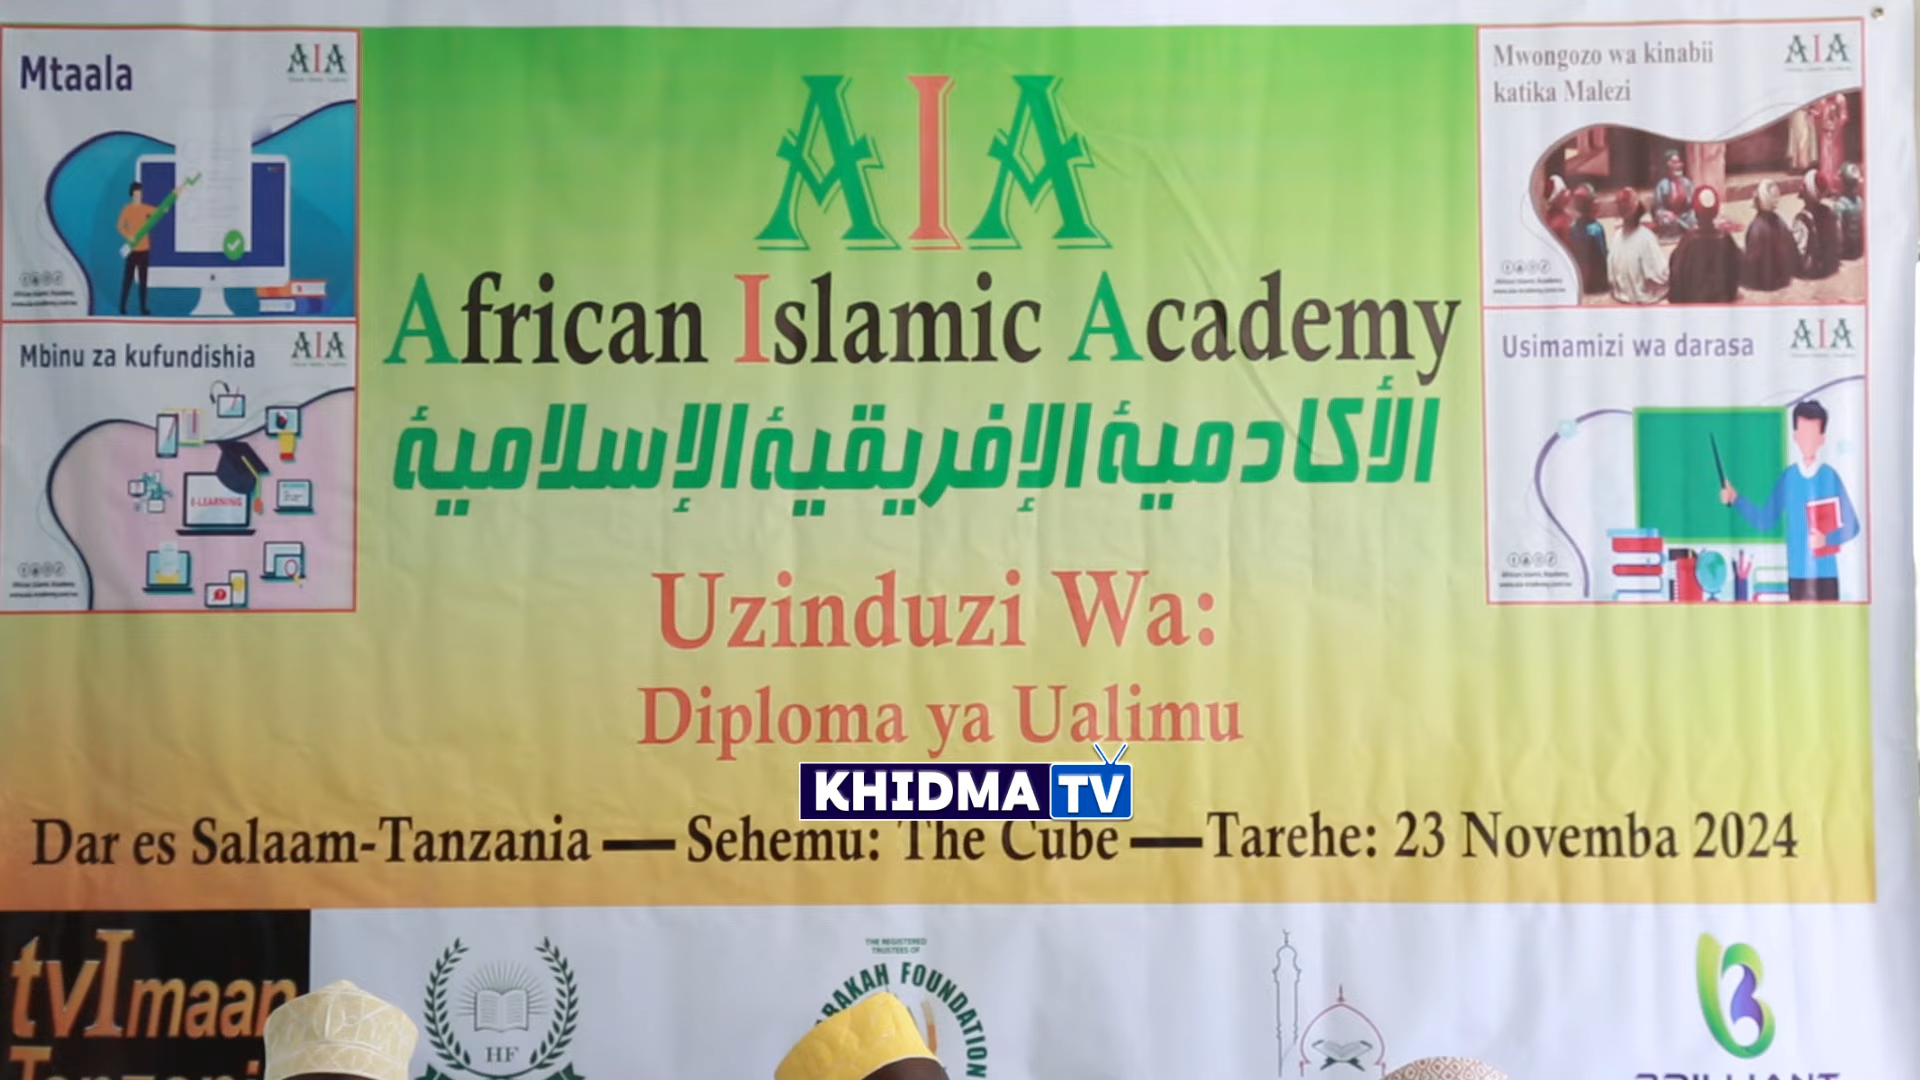 Mtaala
AIA
Mbinu za kufundishia
AIA
E-LEARNING
AIA
African Islamic Academy
الأكادمية الإفريقية الإسلامية
Uzinduzi Wa:
Diploma ya Ualimu
KHIDMA TV
Dar es Salaam-Tanzania — Sehemu: The Cube — Tarehe: 23 Novemba 2024
Mwongozo wa kinabii
katika Malezi
AIA
Usimamizi wa darasa
AIA
tvImaan
HF
THE REGISTERED
TRUSTEES OF
FOUNDATION